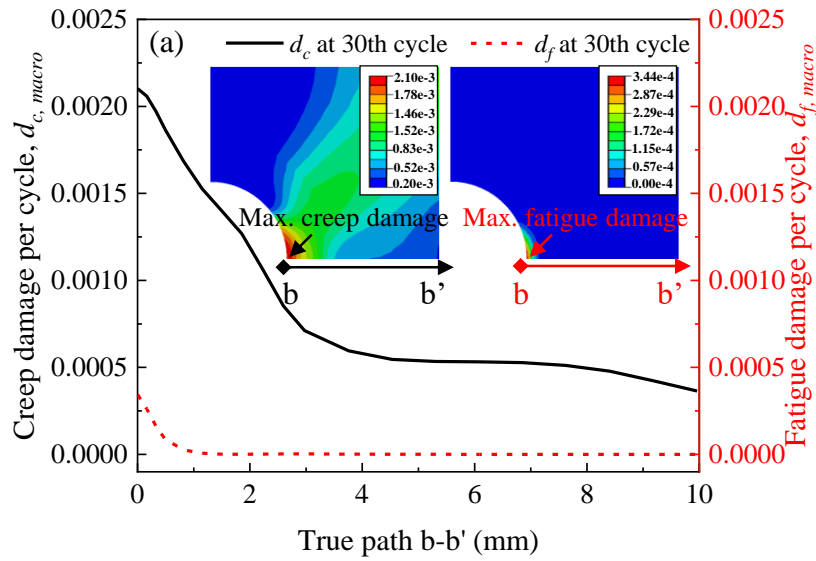 (a)
d_c at 30th cycle
d_f at 30th cycle
2.10e-3
1.78e-3
1.46e-3
1.52e-3
0.83e-3
0.52e-3
0.20e-3
3.44e-4
2.87e-4
2.29e-4
1.72e-4
1.15e-4
0.57e-4
0.00e-4
Max. creep damage
Max. fatigue damage
b
b’
b
b’
Creep damage per cycle, d_{c, macro}
0.0025
0.0020
0.0015
0.0010
0.0005
0.0000
Fatigue damage per cycle, d_{f, macro}
0.0025
0.0020
0.0015
0.0010
0.0005
0.0000
0
2
4
6
8
10
True path b-b' (mm)